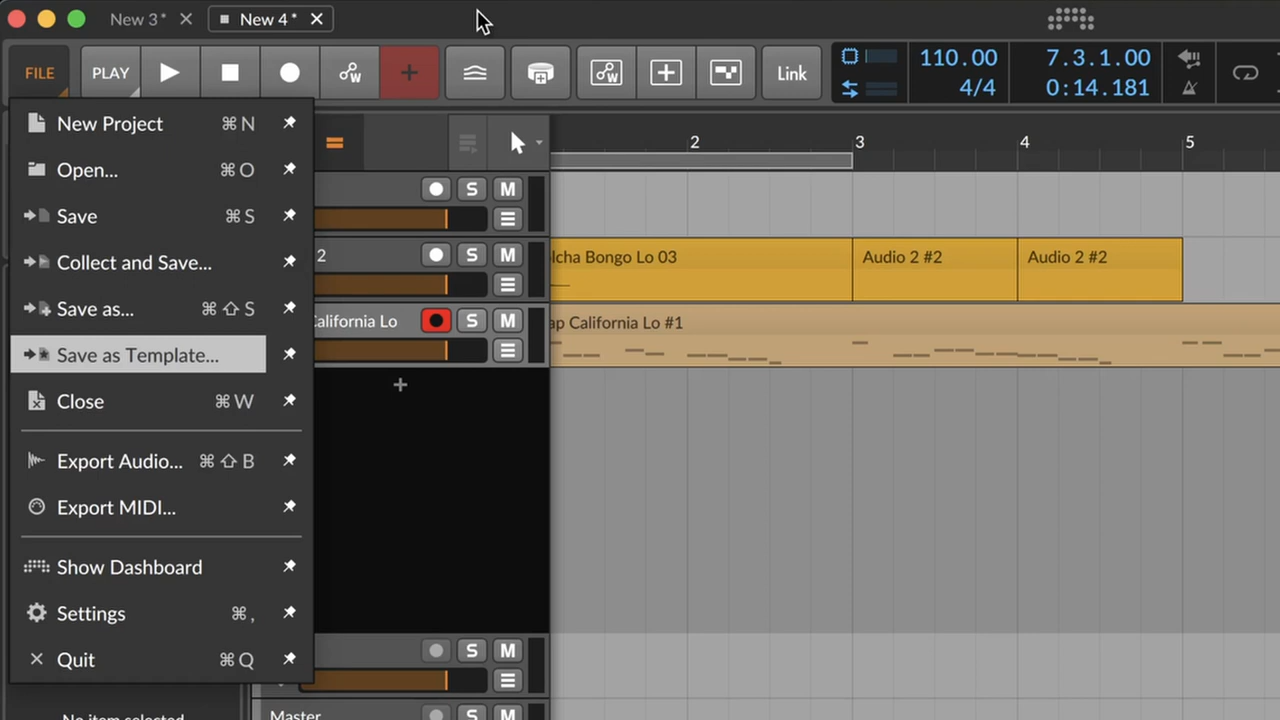 New 3*
New 4*
FILE
PLAY
Link
110.00
4/4
7.3.1.00
0:14.181
New Project ⌘ N
Open... ⌘ O
Save ⌘ S
Collect and Save...
Save as... ⌘ ⇧ S
Save as Template...
Close ⌘ W
Export Audio... ⌘ ⇧ B
Export MIDI...
Show Dashboard
Settings ⌘ ,
Quit ⌘ Q
2
3
4
5
S M
2
S M
Bongo Lo 03
Audio 2 #2
Audio 2 #2
California Lo
S M
California Lo #1
S M
Master
S M
No item selected